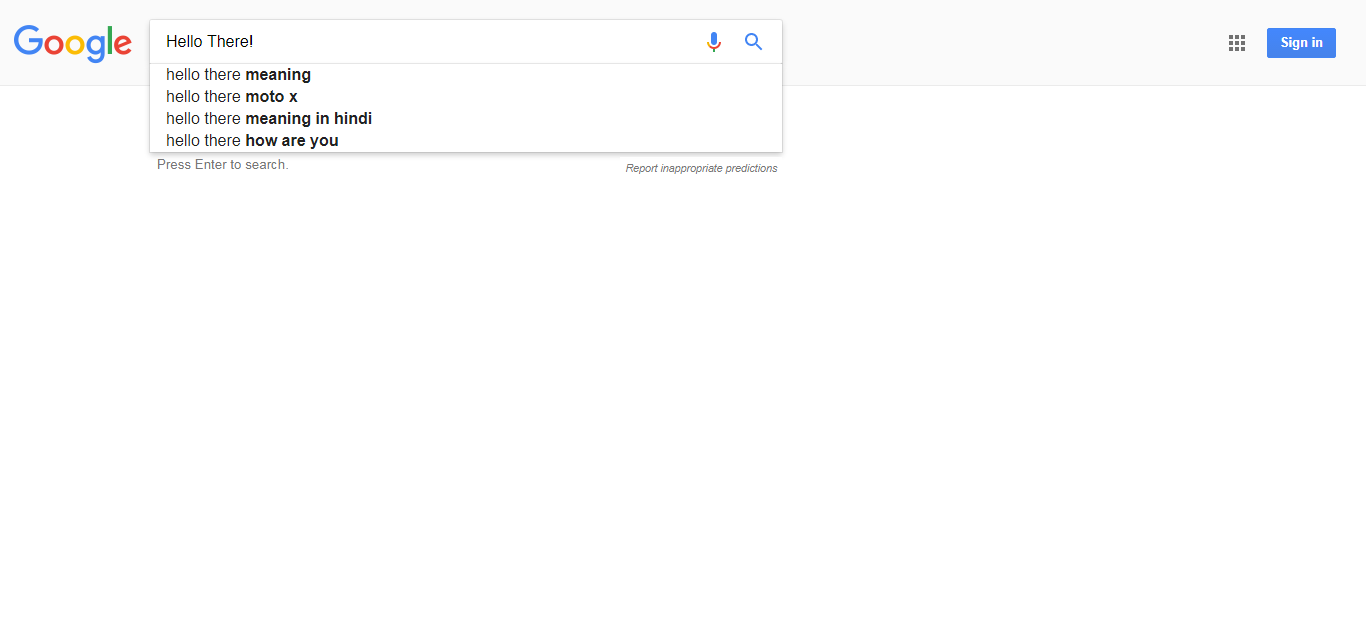 Google
Hello There!
Sign in
hello there meaning
hello there moto x
hello there meaning in hindi
hello there how are you
Press Enter to search.
Report inappropriate predictions